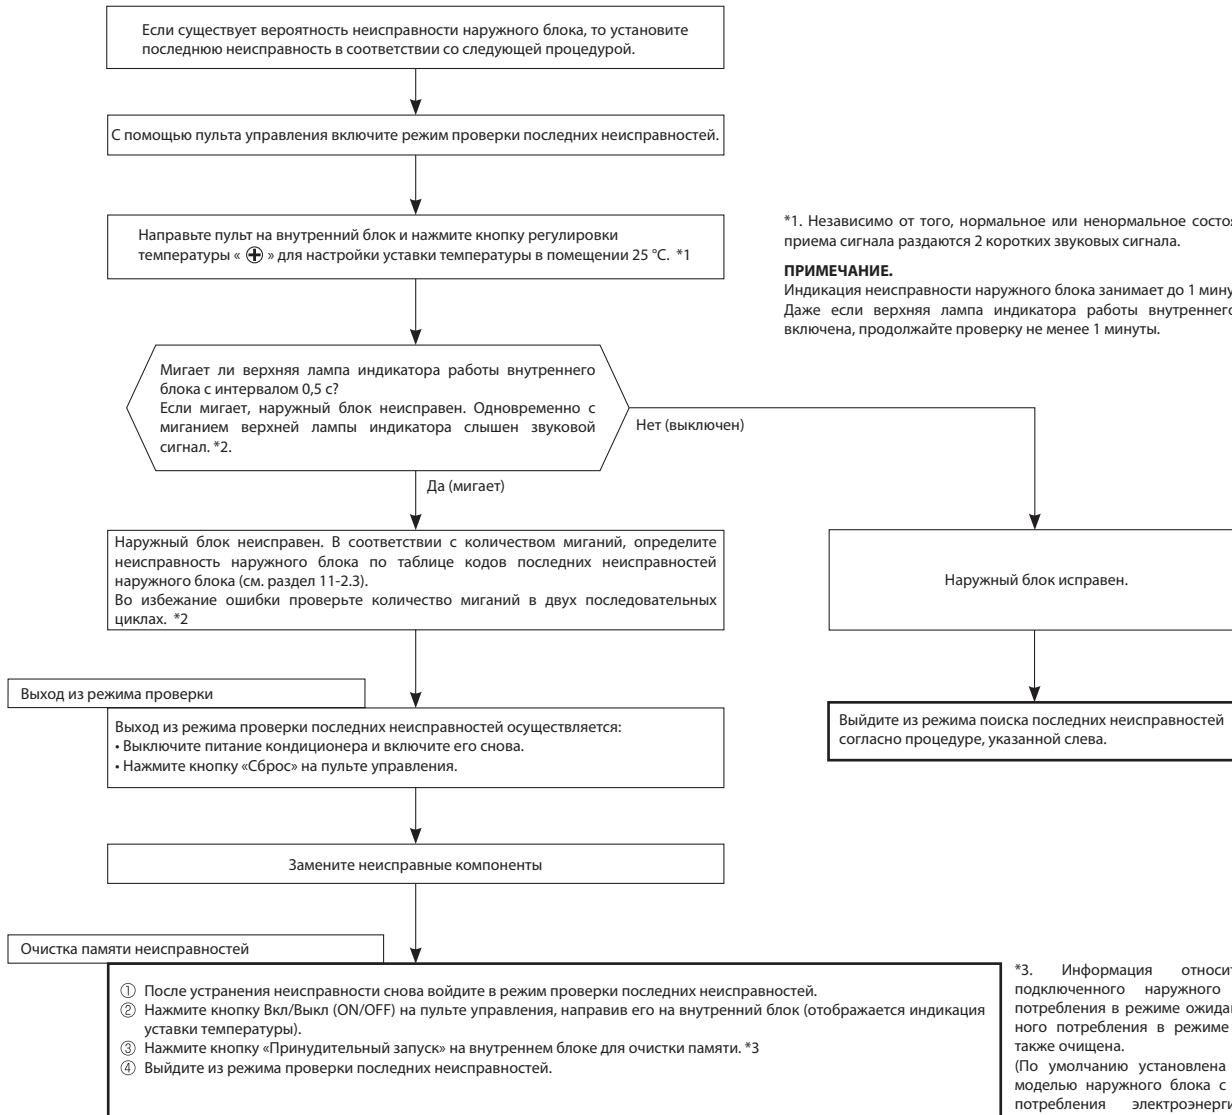 Если существует вероятность неисправности наружного блока, то установите
последнюю неисправность в соответствии со следующей процедурой.
С помощью пульта управления включите режим проверки последних неисправностей.
Направьте пульт на внутренний блок и нажмите кнопку регулировки
температуры « ⊕ » для настройки уставки температуры в помещении 25 °C. *1
*1. Независимо от того, нормальное или ненормальное
приема сигнала раздаются 2 коротких звуковых сигнала.
ПРИМЕЧАНИЕ.
Индикация неисправности наружного блока занимает до 1
Даже если верхняя лампа индикатора работы внутреннего
включена, продолжайте проверку не менее 1 минуты.
Мигает ли верхняя лампа индикатора работы внутреннего
блока с интервалом 0,5 с?
Если мигает, наружный блок неисправен. Одновременно с
миганием верхней лампы индикатора слышен звуковой
сигнал. *2.
Нет (выключен)
Да (мигает)
Наружный блок неисправен. В соответствии с количеством миганий, определите
неисправность наружного блока по таблице кодов последних неисправностей
наружного блока (см. раздел 11-2.3).
Во избежание ошибки проверьте количество миганий в двух последовательных
циклах. *2
Наружный блок исправен.
Выход из режима проверки
Выход из режима проверки последних неисправностей осуществляется:
• Выключите питание кондиционера и включите его снова.
• Нажмите кнопку «Сброс» на пульте управления.
Выйдите из режима поиска последних неисправностей
согласно процедуре, указанной слева.
Замените неисправные компоненты
Очистка памяти неисправностей
① После устранения неисправности снова войдите в режим проверки последних неисправностей.
② Нажмите кнопку Вкл/Выкл (ON/OFF) на пульте управления, направив его на внутренний блок (отображается индикация
уставки температуры).
③ Нажмите кнопку «Принудительный запуск» на внутреннем блоке для очистки памяти. *3
④ Выйдите из режима проверки последних неисправностей.
*3. Информация
подключенного наружного
потребления в режиме
ного потребления в режиме
также очищена.
(По умолчанию установлена
моделью наружного блока с
потребления